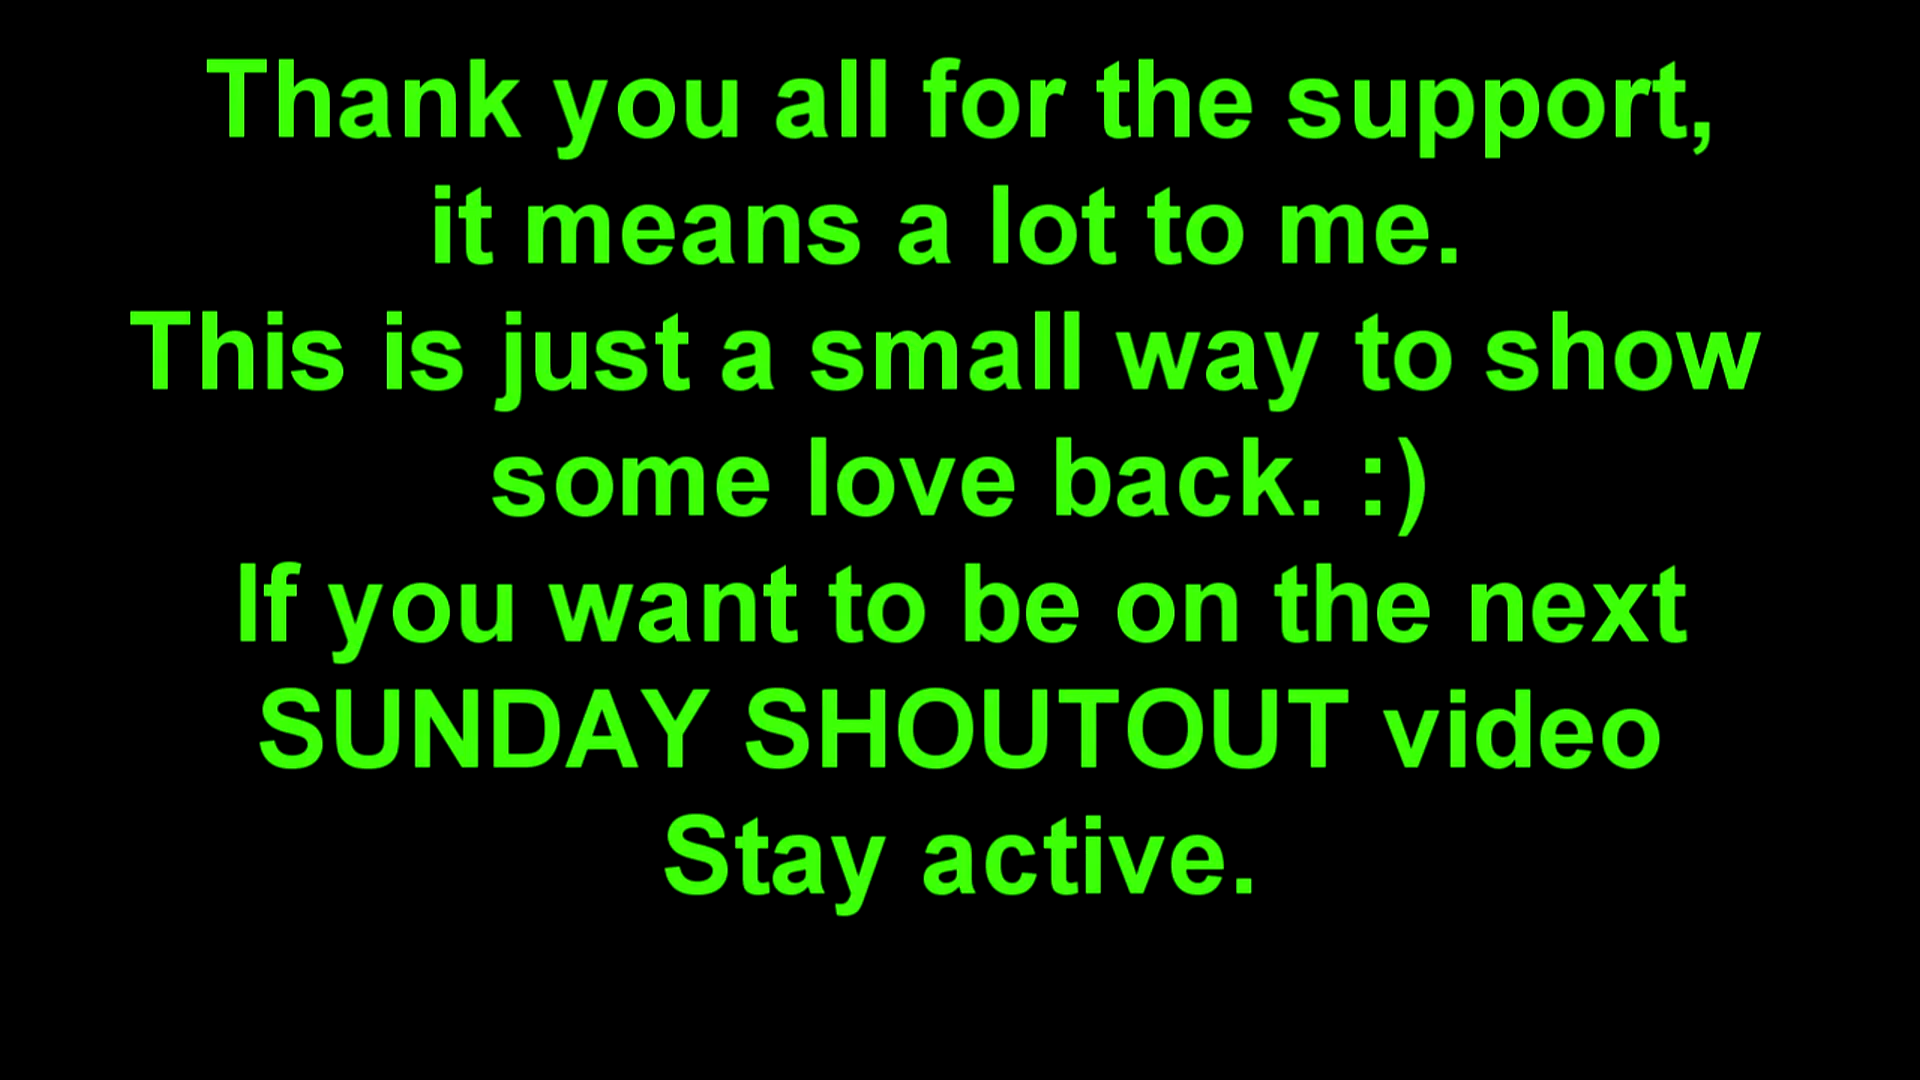 Thank you all for the support,
it means a lot to me.
This is just a small way to show
some love back. :)
If you want to be on the next
SUNDAY SHOUTOUT video
Stay active.